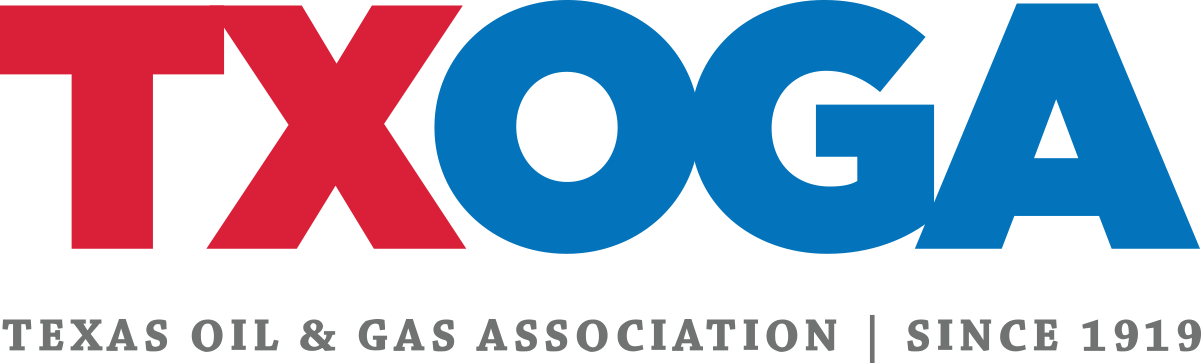 TXOGA
TEXAS OIL & GAS ASSOCIATION | SINCE 1919